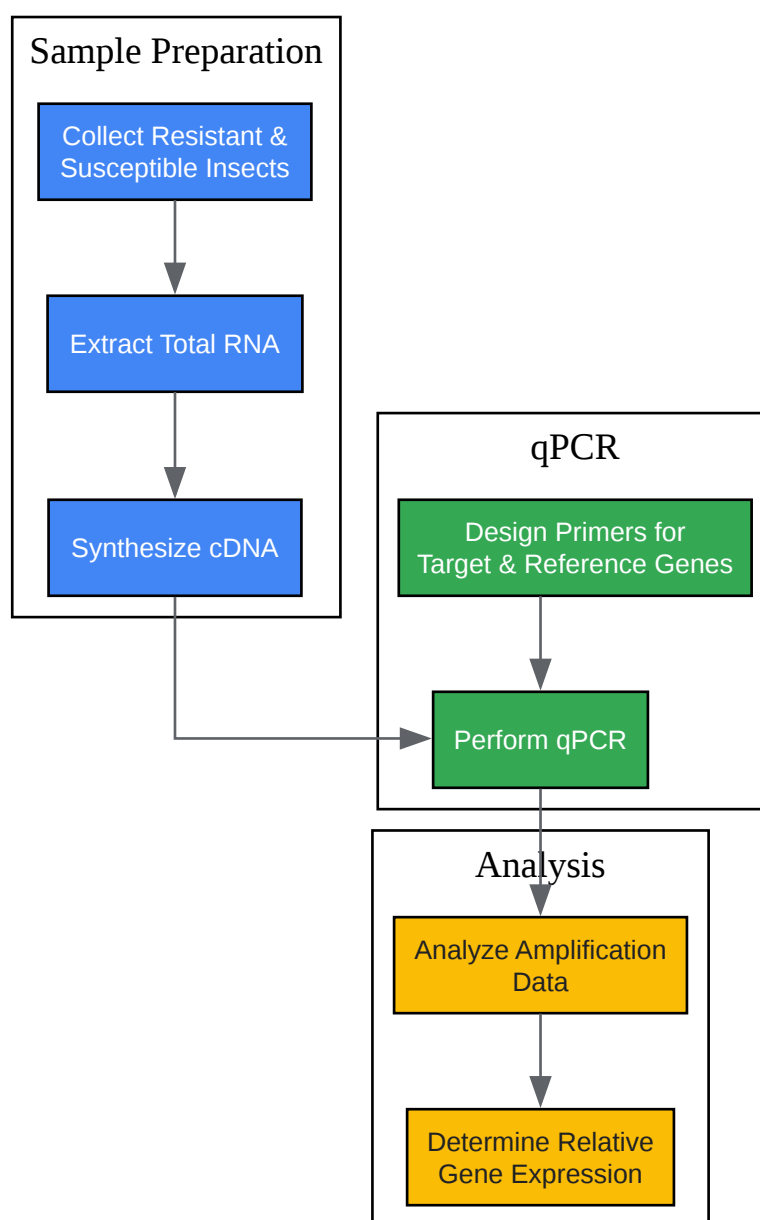 Sample Preparation
Collect Resistant &
Susceptible Insects
Extract Total RNA
Synthesize cDNA
qPCR
Design Primers for
Target & Reference Genes
Perform qPCR
Analysis
Analyze Amplification
Data
Determine Relative
Gene Expression